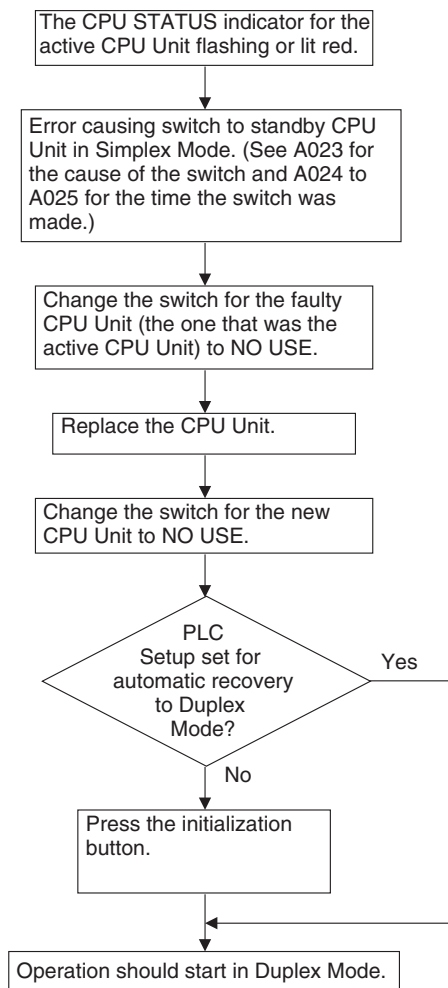 The CPU STATUS indicator for the
active CPU Unit flashing or lit red.
Error causing switch to standby CPU
Unit in Simplex Mode. (See A023 for
the cause of the switch and A024 to
A025 for the time the switch was
made.)
Change the switch for the faulty
CPU Unit (the one that was the
active CPU Unit) to NO USE.
Replace the CPU Unit.
Change the switch for the new
CPU Unit to NO USE.
PLC
Setup set for
automatic recovery
to Duplex
Mode?
Yes
No
Press the initialization
button.
Operation should start in Duplex Mode.